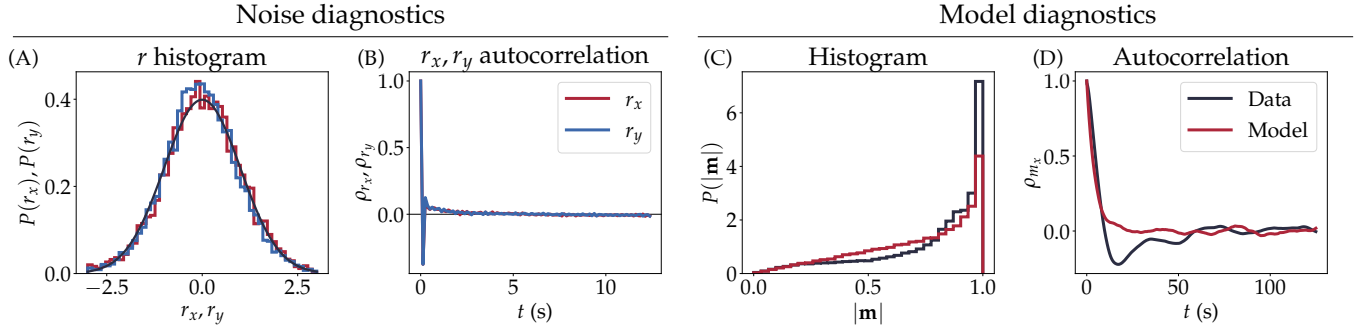 Noise diagnostics
Model diagnostics
(A)
r histogram
P(r_x), P(r_y)
0.4
0.2
0.0
−2.5
0.0
2.5
r_x, r_y
(B)
r_x, r_y autocorrelation
ρ_{r_x}, ρ_{r_y}
1.0
0.5
0.0
0
5
10
t (s)
r_x
r_y
(C)
Histogram
P(|m|)
6
4
2
0
0.0
0.5
1.0
|m|
(D)
Autocorrelation
ρ_{m_x}
1.0
0.5
0.0
0
50
100
t (s)
Data
Model